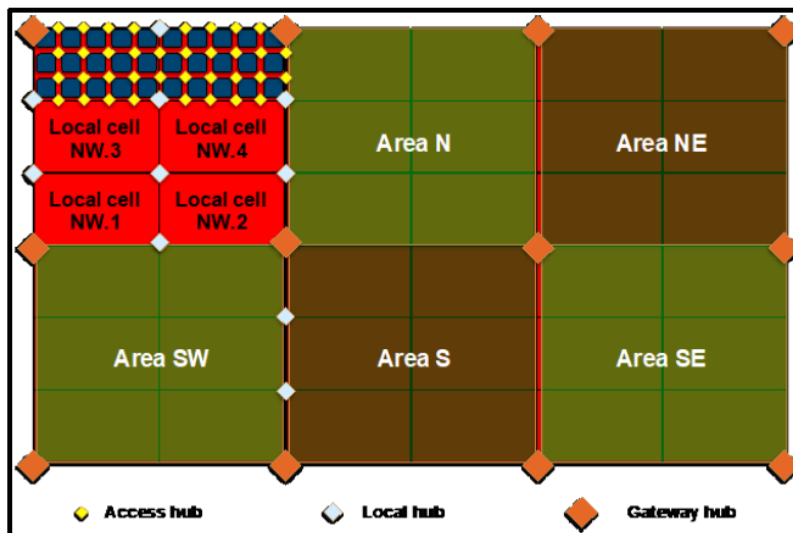 Local cell
NW.3
Local cell
NW.4
Area N
Area NE
Local cell
NW.1
Local cell
NW.2
Area SW
Area S
Area SE
Access hub
Local hub
Gateway hub